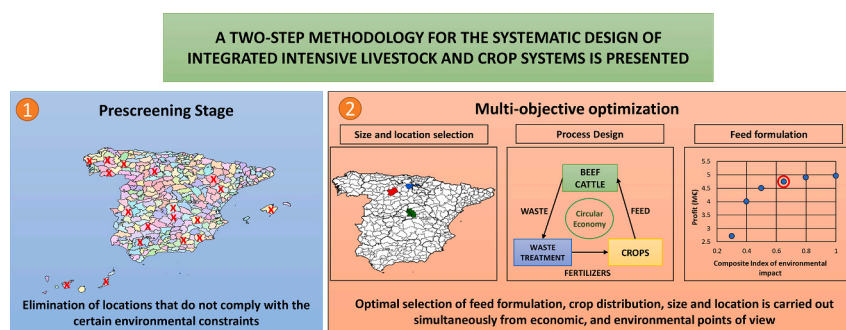 A TWO-STEP METHODOLOGY FOR THE SYSTEMATIC DESIGN OF
INTEGRATED INTENSIVE LIVESTOCK AND CROP SYSTEMS IS PRESENTED
1
Prescreening Stage
X X X X X X X X X X X X X X X X X X
Elimination of locations that do not comply with the
certain environmental constraints
2
Multi-objective optimization
Size and location selection
Process Design
BEEF
CATTLE
WASTE
FEED
Circular
Economy
WASTE
TREATMENT
CROPS
FERTILIZERS
Feed formulation
Profit (M€)
5.5
5
4.5
4
3.5
3
2.5
0.2 0.4 0.6 0.8 1
Composite Index of environmental
impact
Optimal selection of feed formulation, crop distribution, size and location is carried out
simultaneously from economic, and environmental points of view